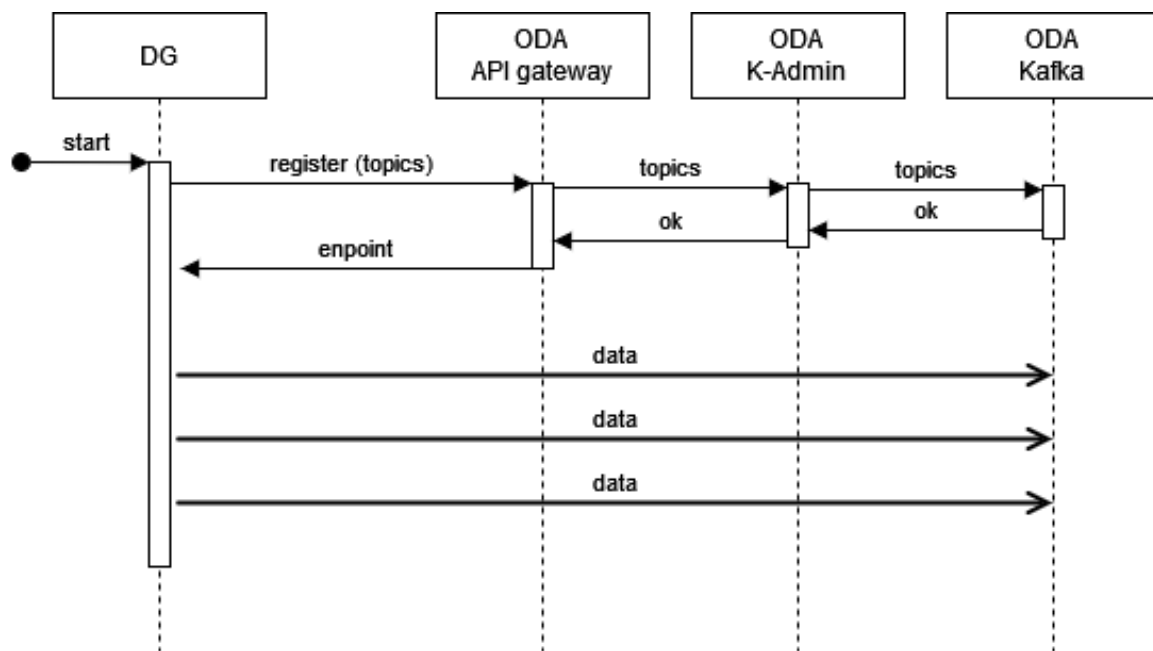 DG
ODA
API gateway
ODA
K-Admin
ODA
Kafka
start
register (topics)
topics
topics
ok
ok
enpoint
data
data
data